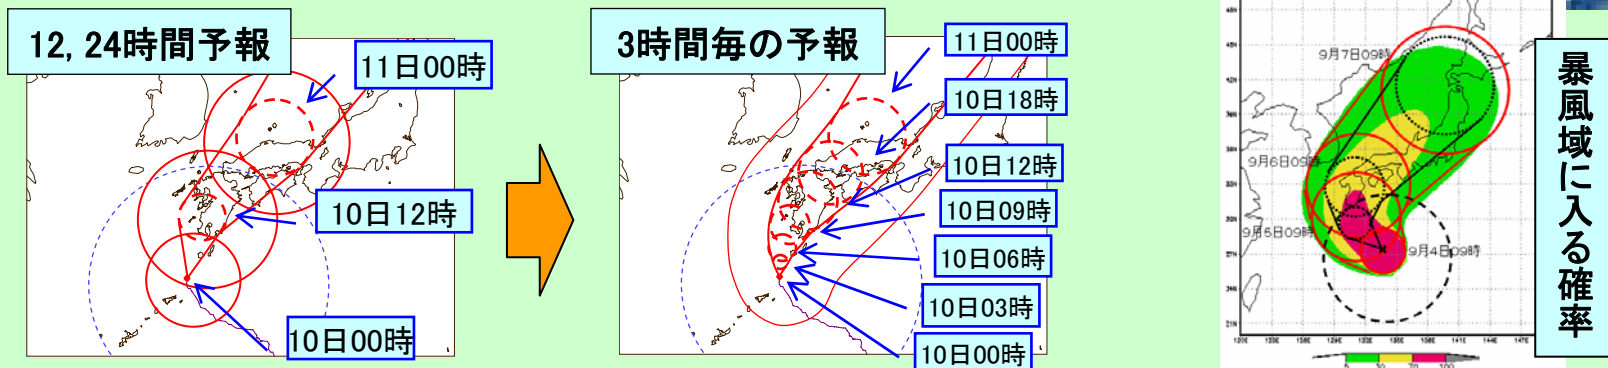 12, 24時間予報
11日00時
10日12時
10日00時
3時間毎の予報
11日00時
10日18時
10日12時
10日09時
10日06時
10日03時
10日00時
9月7日09時
9月6日09時
9月5日09時
9月4日09時
暴風域に入る確率